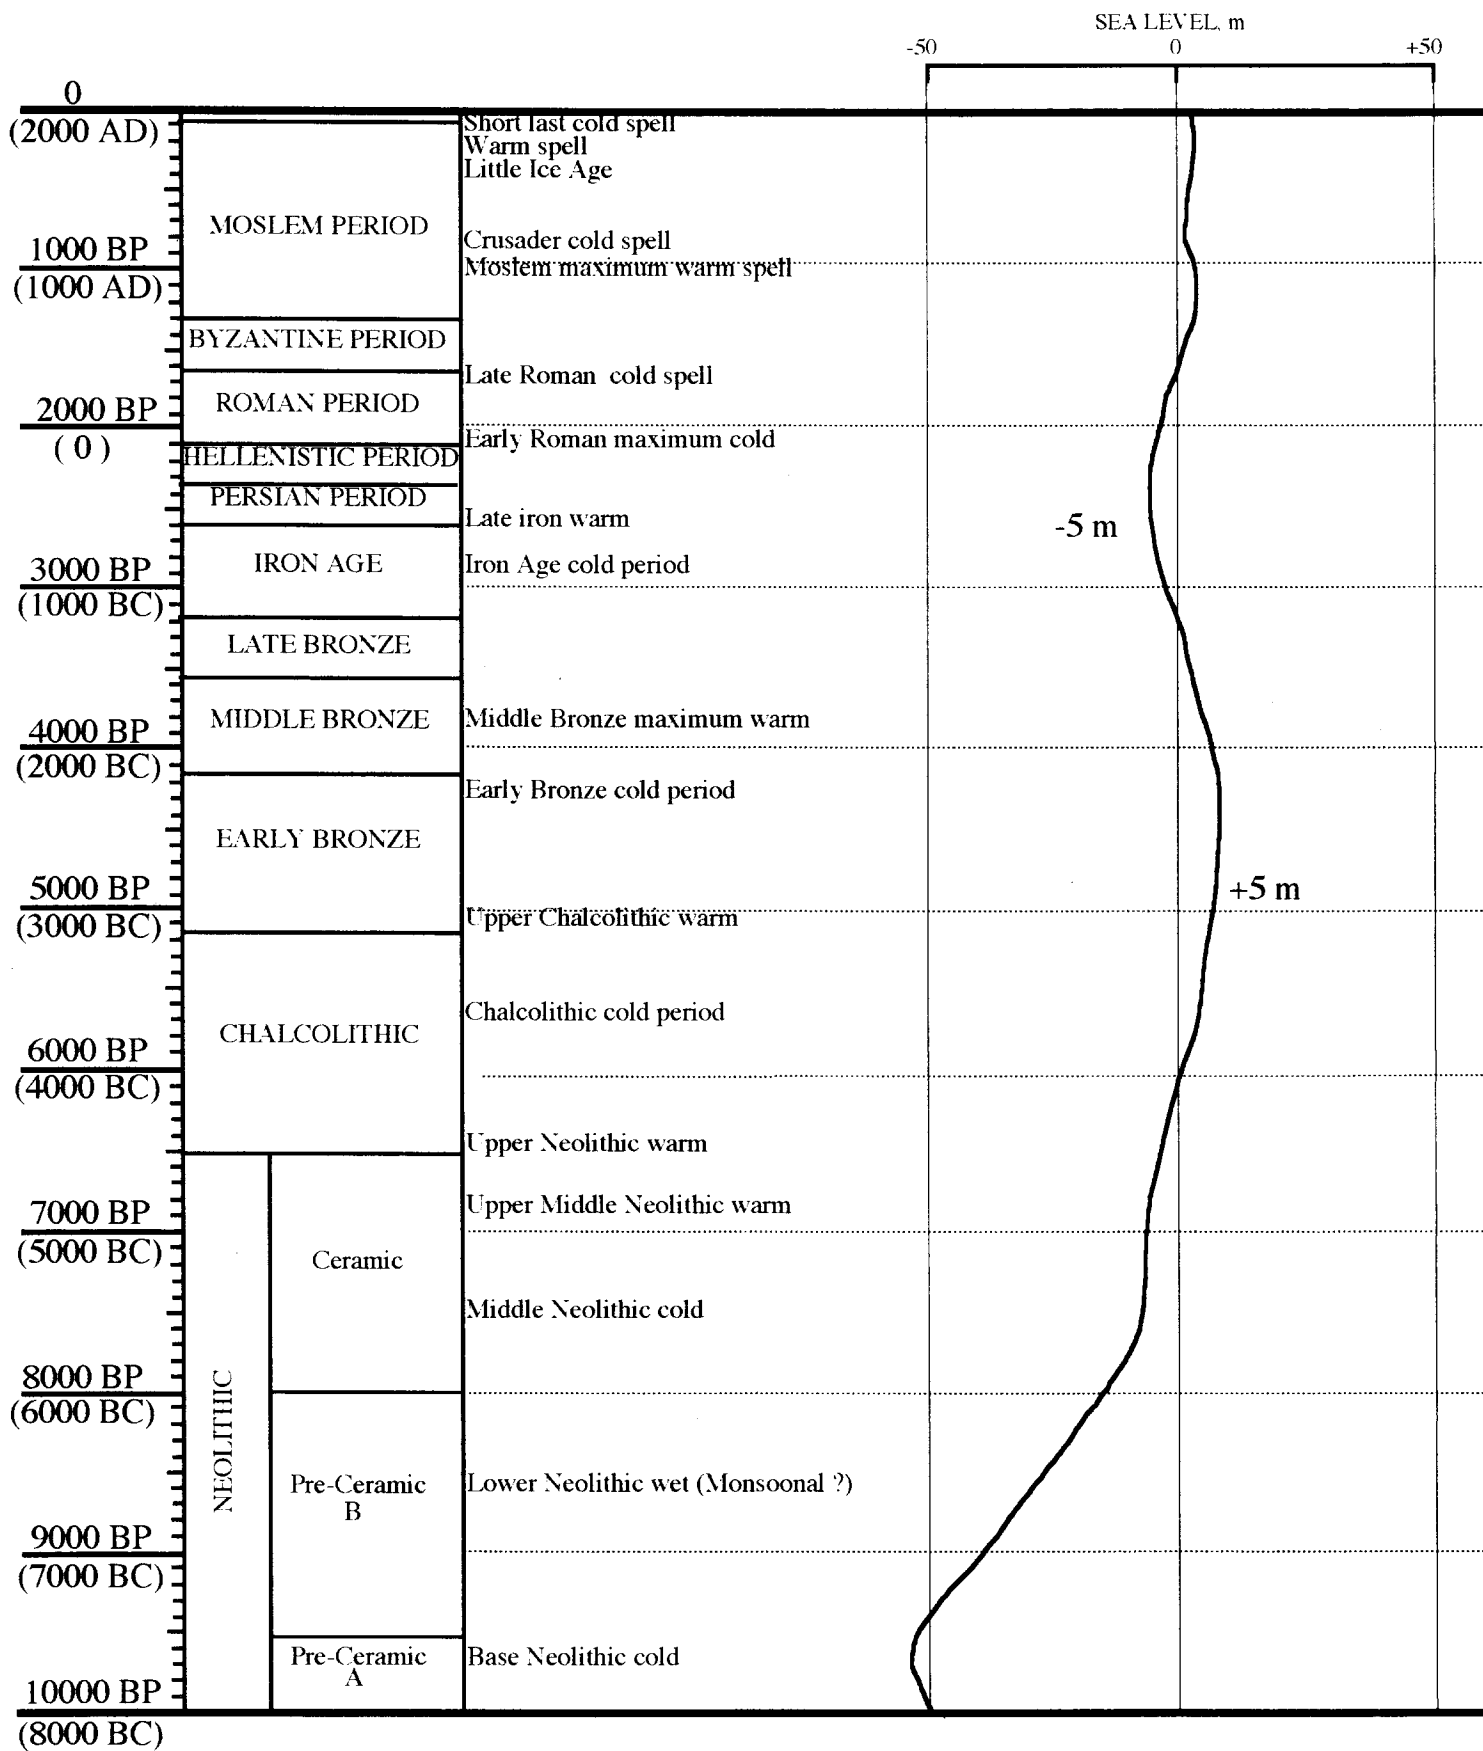 SEA LEVEL, m
-50 0 +50
0
(2000 AD)
Short last cold spell
Warm spell
Little Ice Age
MOSLEM PERIOD
Crusader cold spell
1000 BP
Moslem maximum warm spell
(1000 AD)
BYZANTINE PERIOD
Late Roman cold spell
ROMAN PERIOD
2000 BP
Early Roman maximum cold
( 0 )
HELLENISTIC PERIOD
PERSIAN PERIOD
Late iron warm
-5 m
IRON AGE
Iron Age cold period
3000 BP
(1000 BC)
LATE BRONZE
MIDDLE BRONZE
Middle Bronze maximum warm
4000 BP
(2000 BC)
Early Bronze cold period
EARLY BRONZE
5000 BP
+5 m
Upper Chalcolithic warm
(3000 BC)
Chalcolithic cold period
CHALCOLITHIC
6000 BP
(4000 BC)
Upper Neolithic warm
Upper Middle Neolithic warm
7000 BP
(5000 BC)
Ceramic
Middle Neolithic cold
8000 BP
(6000 BC)
NEOLITHIC
Pre-Ceramic
B
Lower Neolithic wet (Monsoonal ?)
9000 BP
(7000 BC)
Pre-Ceramic
A
Base Neolithic cold
10000 BP
(8000 BC)